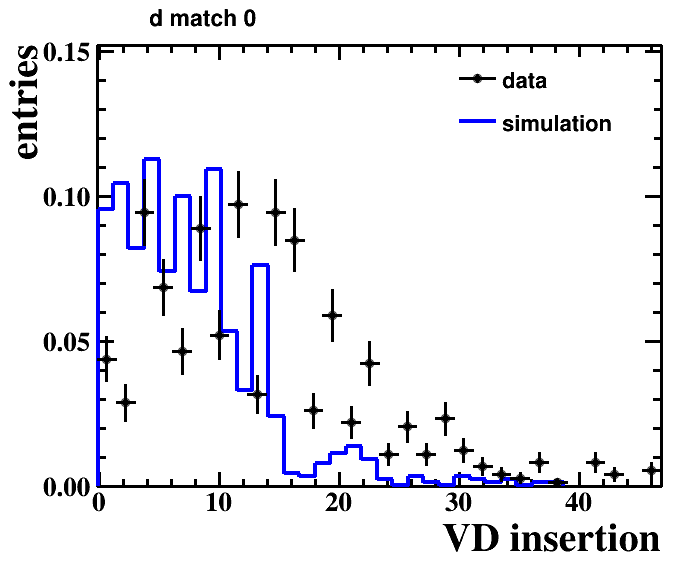 d match 0
entries
0.15
0.10
0.05
0.00
data
simulation
0 10 20 30 40
VD insertion